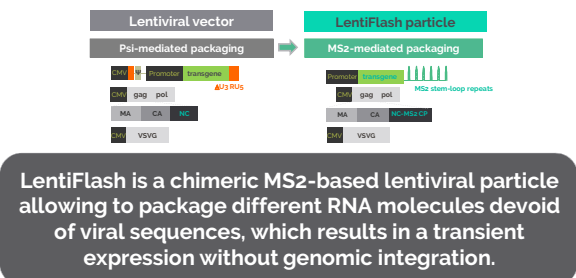 Lentiviral vector
LentiFlash particle
Psi-mediated packaging
MS2-mediated packaging
CMV Ψ Promoter transgene
ΔU3 RU5
Promoter transgene
MS2 stem-loop repeats
CMV gag pol
CMV gag pol
MA CA NC
MA CA NC-MS2 CP
CMV VSVG
CMV VSVG
LentiFlash is a chimeric MS2-based lentiviral particle
allowing to package different RNA molecules devoid
of viral sequences, which results in a transient
expression without genomic integration.